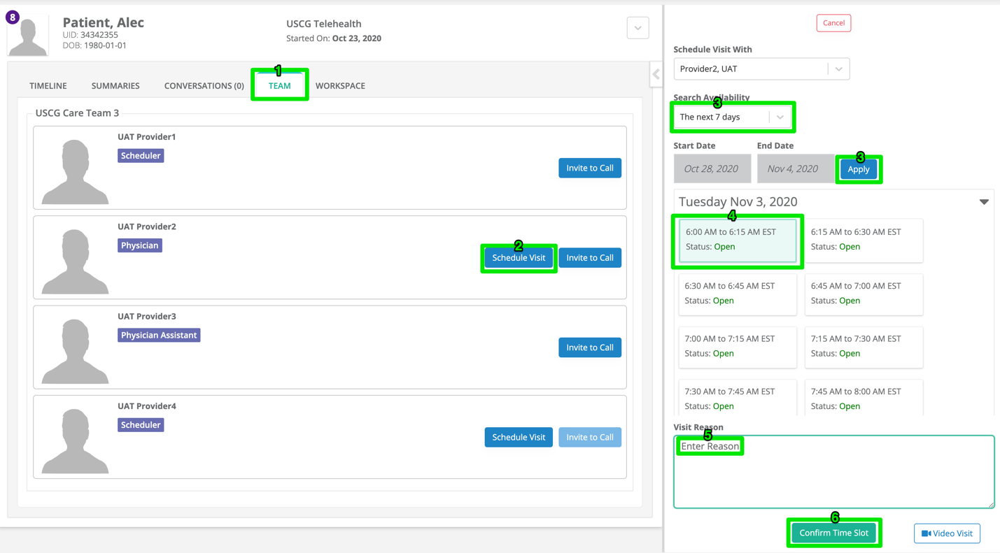 8
Patient, Alec
UID: 34342355
DOB: 1980-01-01
USCG Telehealth
Started On: Oct 23, 2020
1
TIMELINE SUMMARIES CONVERSATIONS (0) TEAM WORKSPACE
USCG Care Team 3
UAT Provider1
Scheduler
Invite to Call
UAT Provider2
Physician
2
Schedule Visit Invite to Call
UAT Provider3
Physician Assistant
Invite to Call
UAT Provider4
Scheduler
Schedule Visit Invite to Call
Cancel
Schedule Visit With
Provider2, UAT
Search Availability
3
The next 7 days
Start Date End Date
3
Oct 28, 2020 Nov 4, 2020 Apply
Tuesday Nov 3, 2020
4
6:00 AM to 6:15 AM EST 6:15 AM to 6:30 AM EST
Status: Open Status: Open
6:30 AM to 6:45 AM EST 6:45 AM to 7:00 AM EST
Status: Open Status: Open
7:00 AM to 7:15 AM EST 7:15 AM to 7:30 AM EST
Status: Open Status: Open
7:30 AM to 7:45 AM EST 7:45 AM to 8:00 AM EST
Status: Open Status: Open
Visit Reason
5
Enter Reason
6
Confirm Time Slot Video Visit